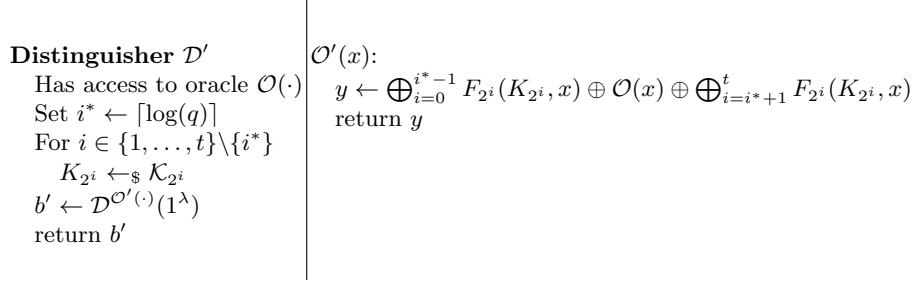 Distinguisher 𝒟′
Has access to oracle 𝒪(·)
Set i* ← ⌈log(q)⌉
For i ∈ {1, …, t}\{i*}
K_{2^i} ←$ 𝒦_{2^i}
b′ ← 𝒟^{𝒪′(·)}(1^λ)
return b′
𝒪′(x):
y ← ⊕_{i=0}^{i*−1} F_{2^i}(K_{2^i}, x) ⊕ 𝒪(x) ⊕ ⊕_{i=i*+1}^{t} F_{2^i}(K_{2^i}, x)
return y